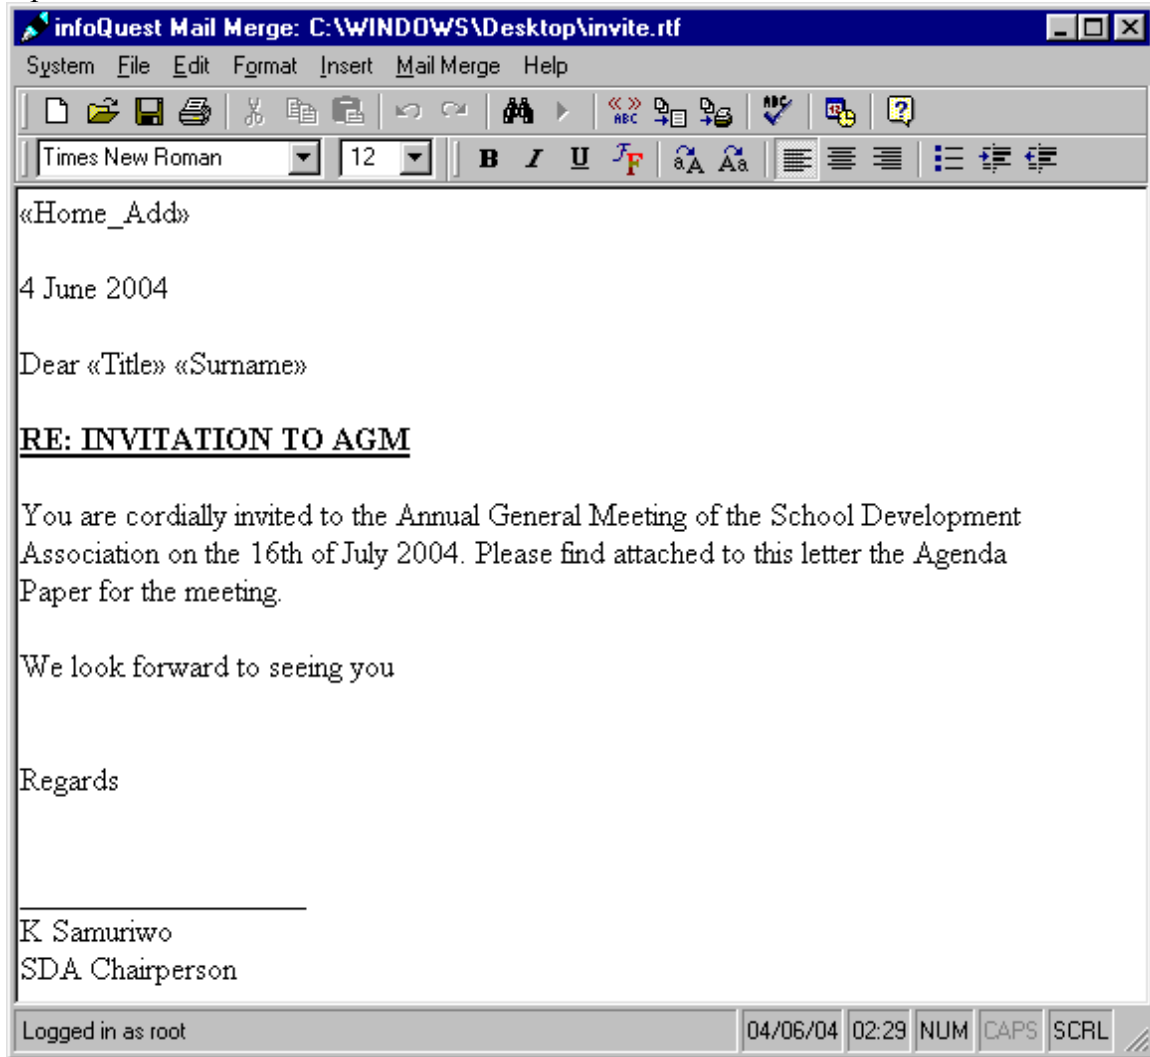 infoQuest Mail Merge: C:\WINDOWS\Desktop\invite.rtf
System File Edit Format Insert Mail Merge Help
Times New Roman 12 B I U
«Home_Add»
4 June 2004
Dear «Title» «Surname»
RE: INVITATION TO AGM
You are cordially invited to the Annual General Meeting of the School Development
Association on the 16th of July 2004. Please find attached to this letter the Agenda
Paper for the meeting.
We look forward to seeing you
Regards
K Samuriwo
SDA Chairperson
Logged in as root 04/06/04 02:29 NUM CAPS SCRL